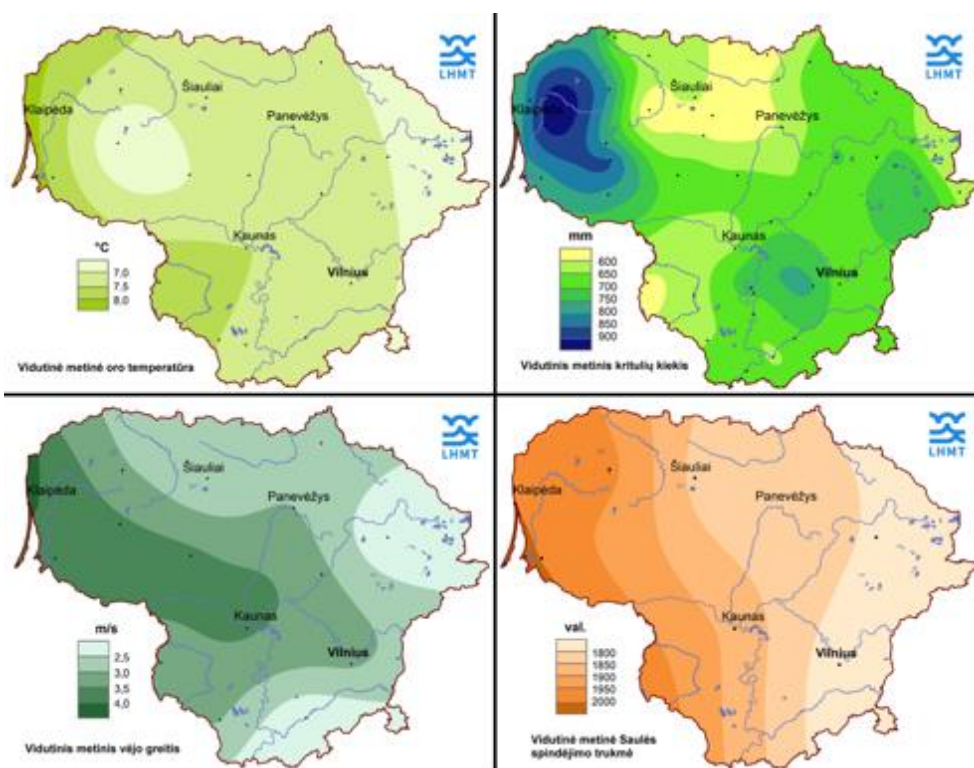 LHMT
Klaipėda
Šiauliai
Panevėžys
Kaunas
Vilnius
°C
7,0
7,5
8,0
Vidutinė metinė oro temperatūra
LHMT
Klaipėda
Šiauliai
Panevėžys
Kaunas
Vilnius
mm
600
650
700
750
800
850
900
Vidutinis metinis kritulių kiekis
LHMT
Klaipėda
Šiauliai
Panevėžys
Kaunas
Vilnius
m/s
2,5
3,0
3,5
4,0
Vidutinis metinis vėjo greitis
LHMT
Klaipėda
Šiauliai
Panevėžys
Kaunas
Vilnius
val.
1800
1850
1900
1950
2000
Vidutinė metinė Saulės
spindėjimo trukmė